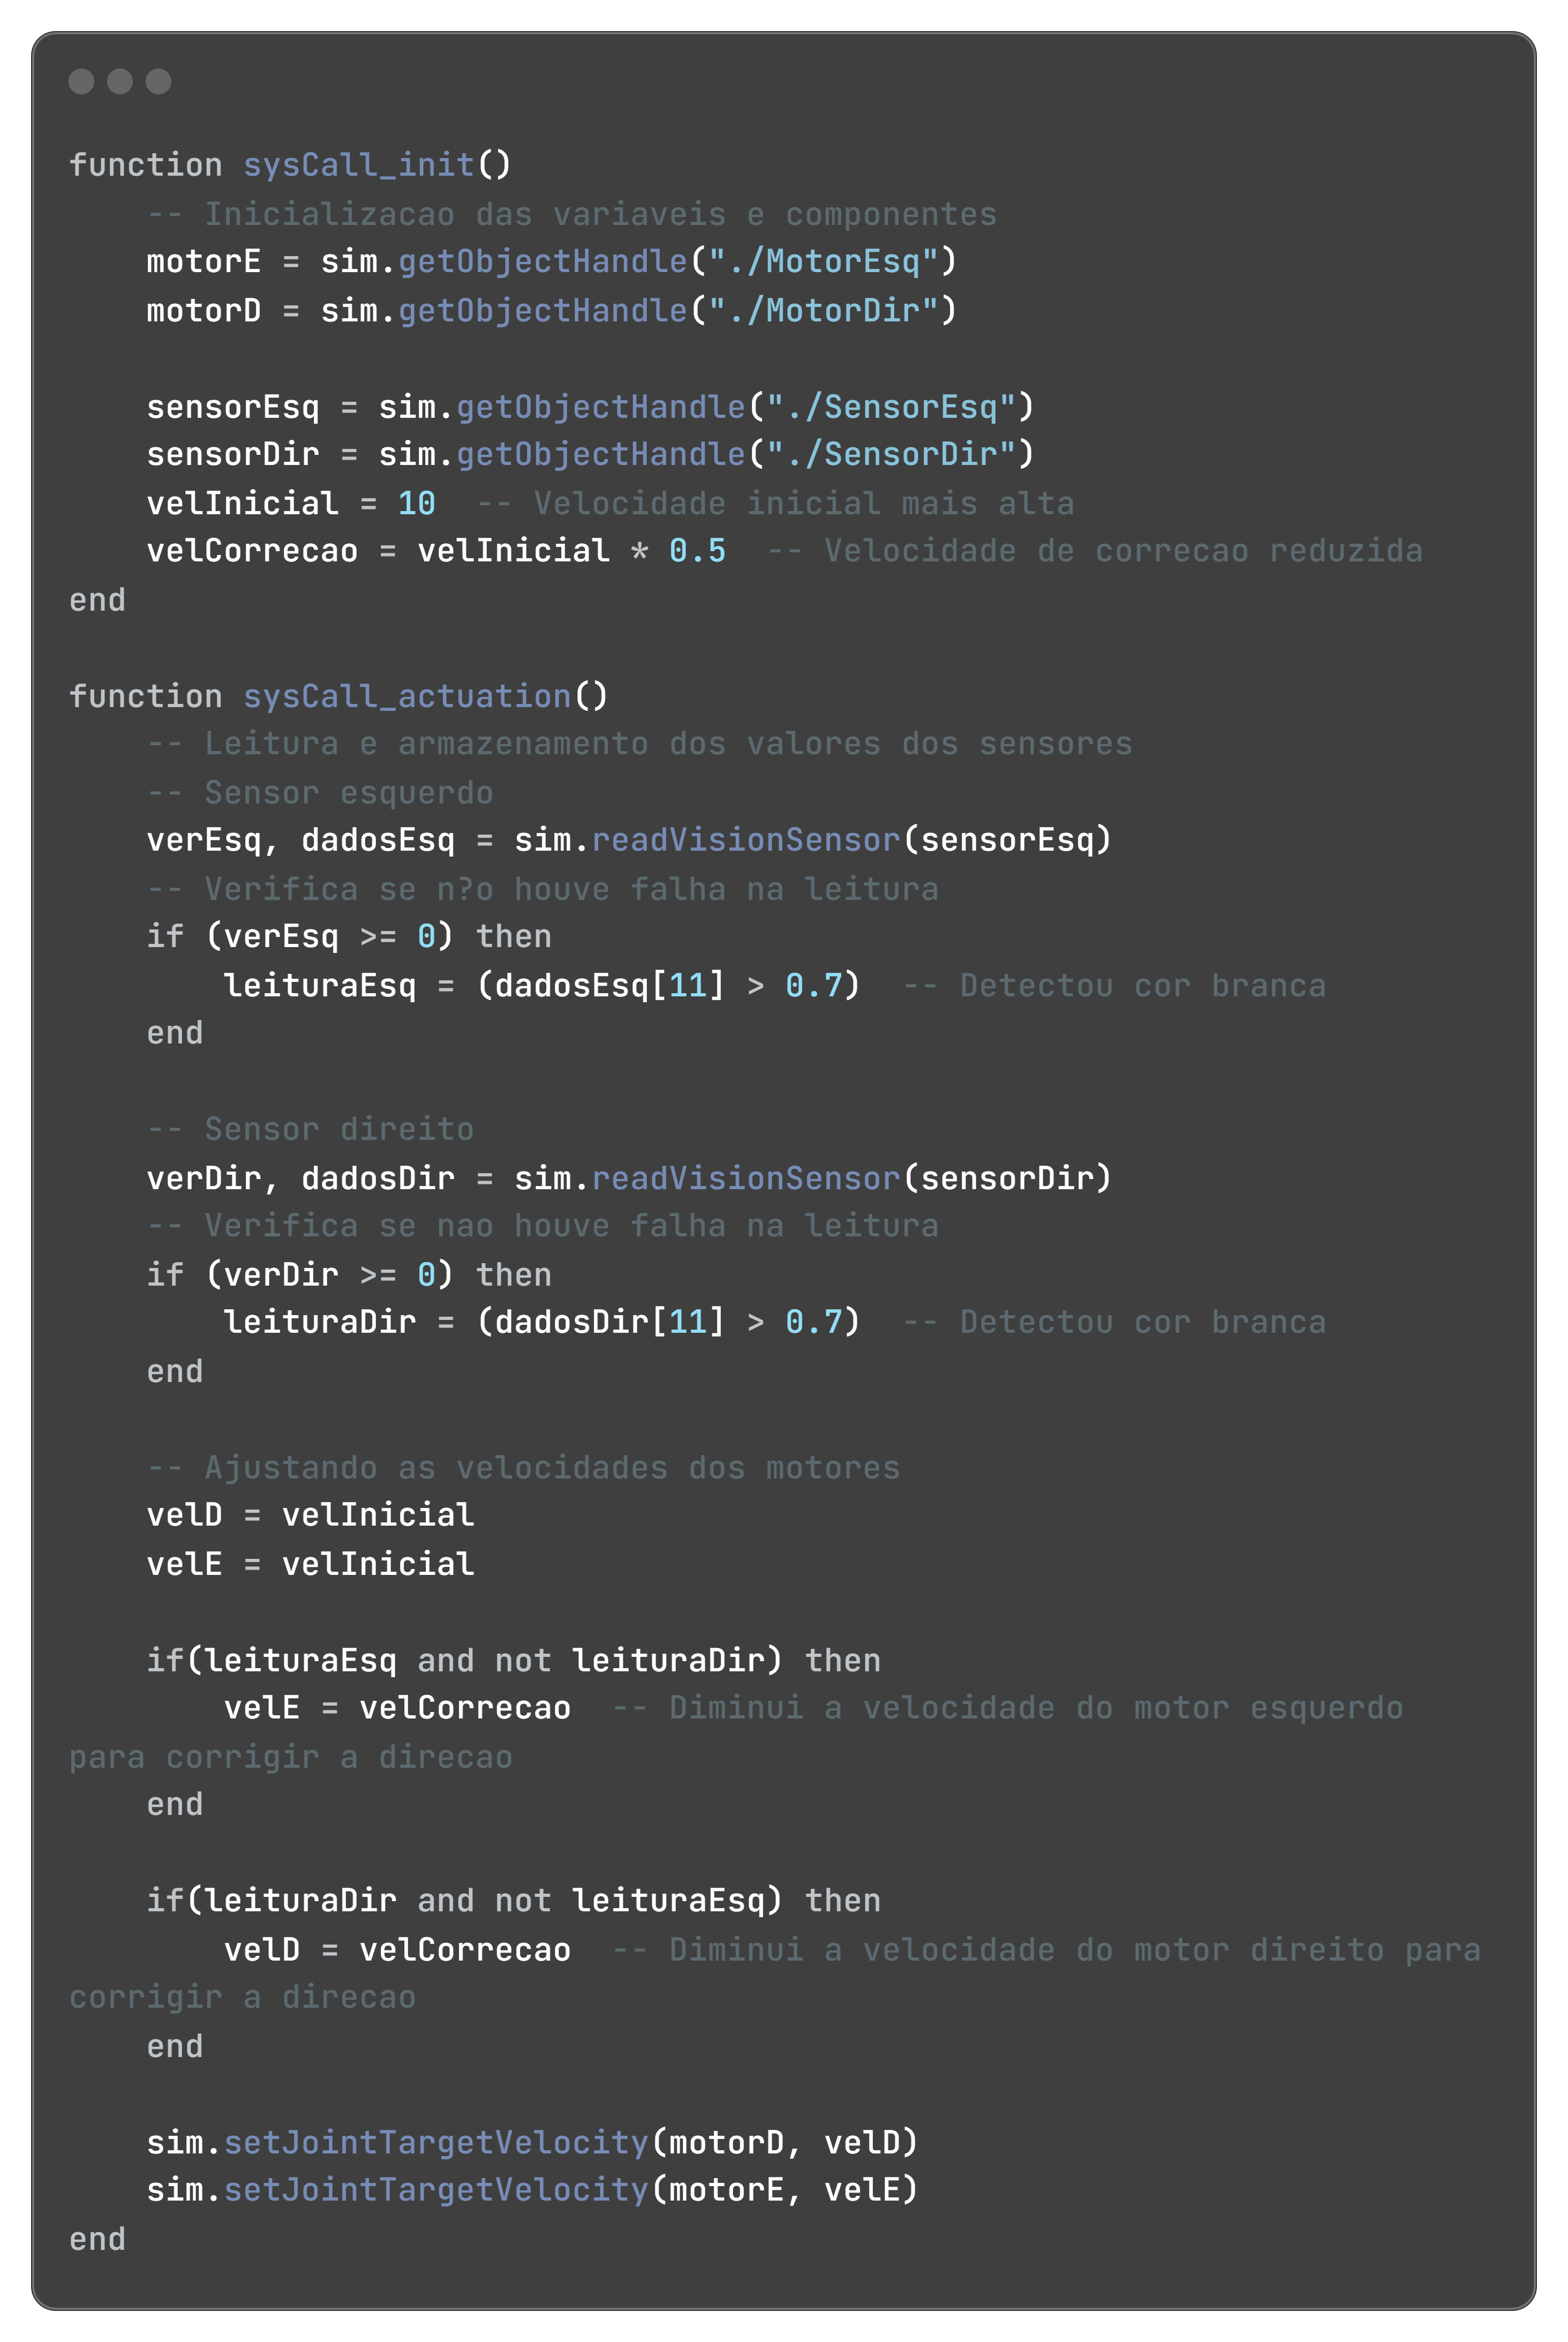 function sysCall_init()
    -- Inicializacao das variaveis e componentes
    motorE = sim.getObjectHandle("./MotorEsq")
    motorD = sim.getObjectHandle("./MotorDir")

    sensorEsq = sim.getObjectHandle("./SensorEsq")
    sensorDir = sim.getObjectHandle("./SensorDir")
    velInicial = 10  -- Velocidade inicial mais alta
    velCorrecao = velInicial * 0.5  -- Velocidade de correcao reduzida
end

function sysCall_actuation()
    -- Leitura e armazenamento dos valores dos sensores
    -- Sensor esquerdo
    verEsq, dadosEsq = sim.readVisionSensor(sensorEsq)
    -- Verifica se n?o houve falha na leitura
    if (verEsq >= 0) then
        leituraEsq = (dadosEsq[11] > 0.7)  -- Detectou cor branca
    end

    -- Sensor direito
    verDir, dadosDir = sim.readVisionSensor(sensorDir)
    -- Verifica se nao houve falha na leitura
    if (verDir >= 0) then
        leituraDir = (dadosDir[11] > 0.7)  -- Detectou cor branca
    end

    -- Ajustando as velocidades dos motores
    velD = velInicial
    velE = velInicial

    if(leituraEsq and not leituraDir) then
        velE = velCorrecao  -- Diminui a velocidade do motor esquerdo
para corrigir a direcao
    end

    if(leituraDir and not leituraEsq) then
        velD = velCorrecao  -- Diminui a velocidade do motor direito para
corrigir a direcao
    end

    sim.setJointTargetVelocity(motorD, velD)
    sim.setJointTargetVelocity(motorE, velE)
end